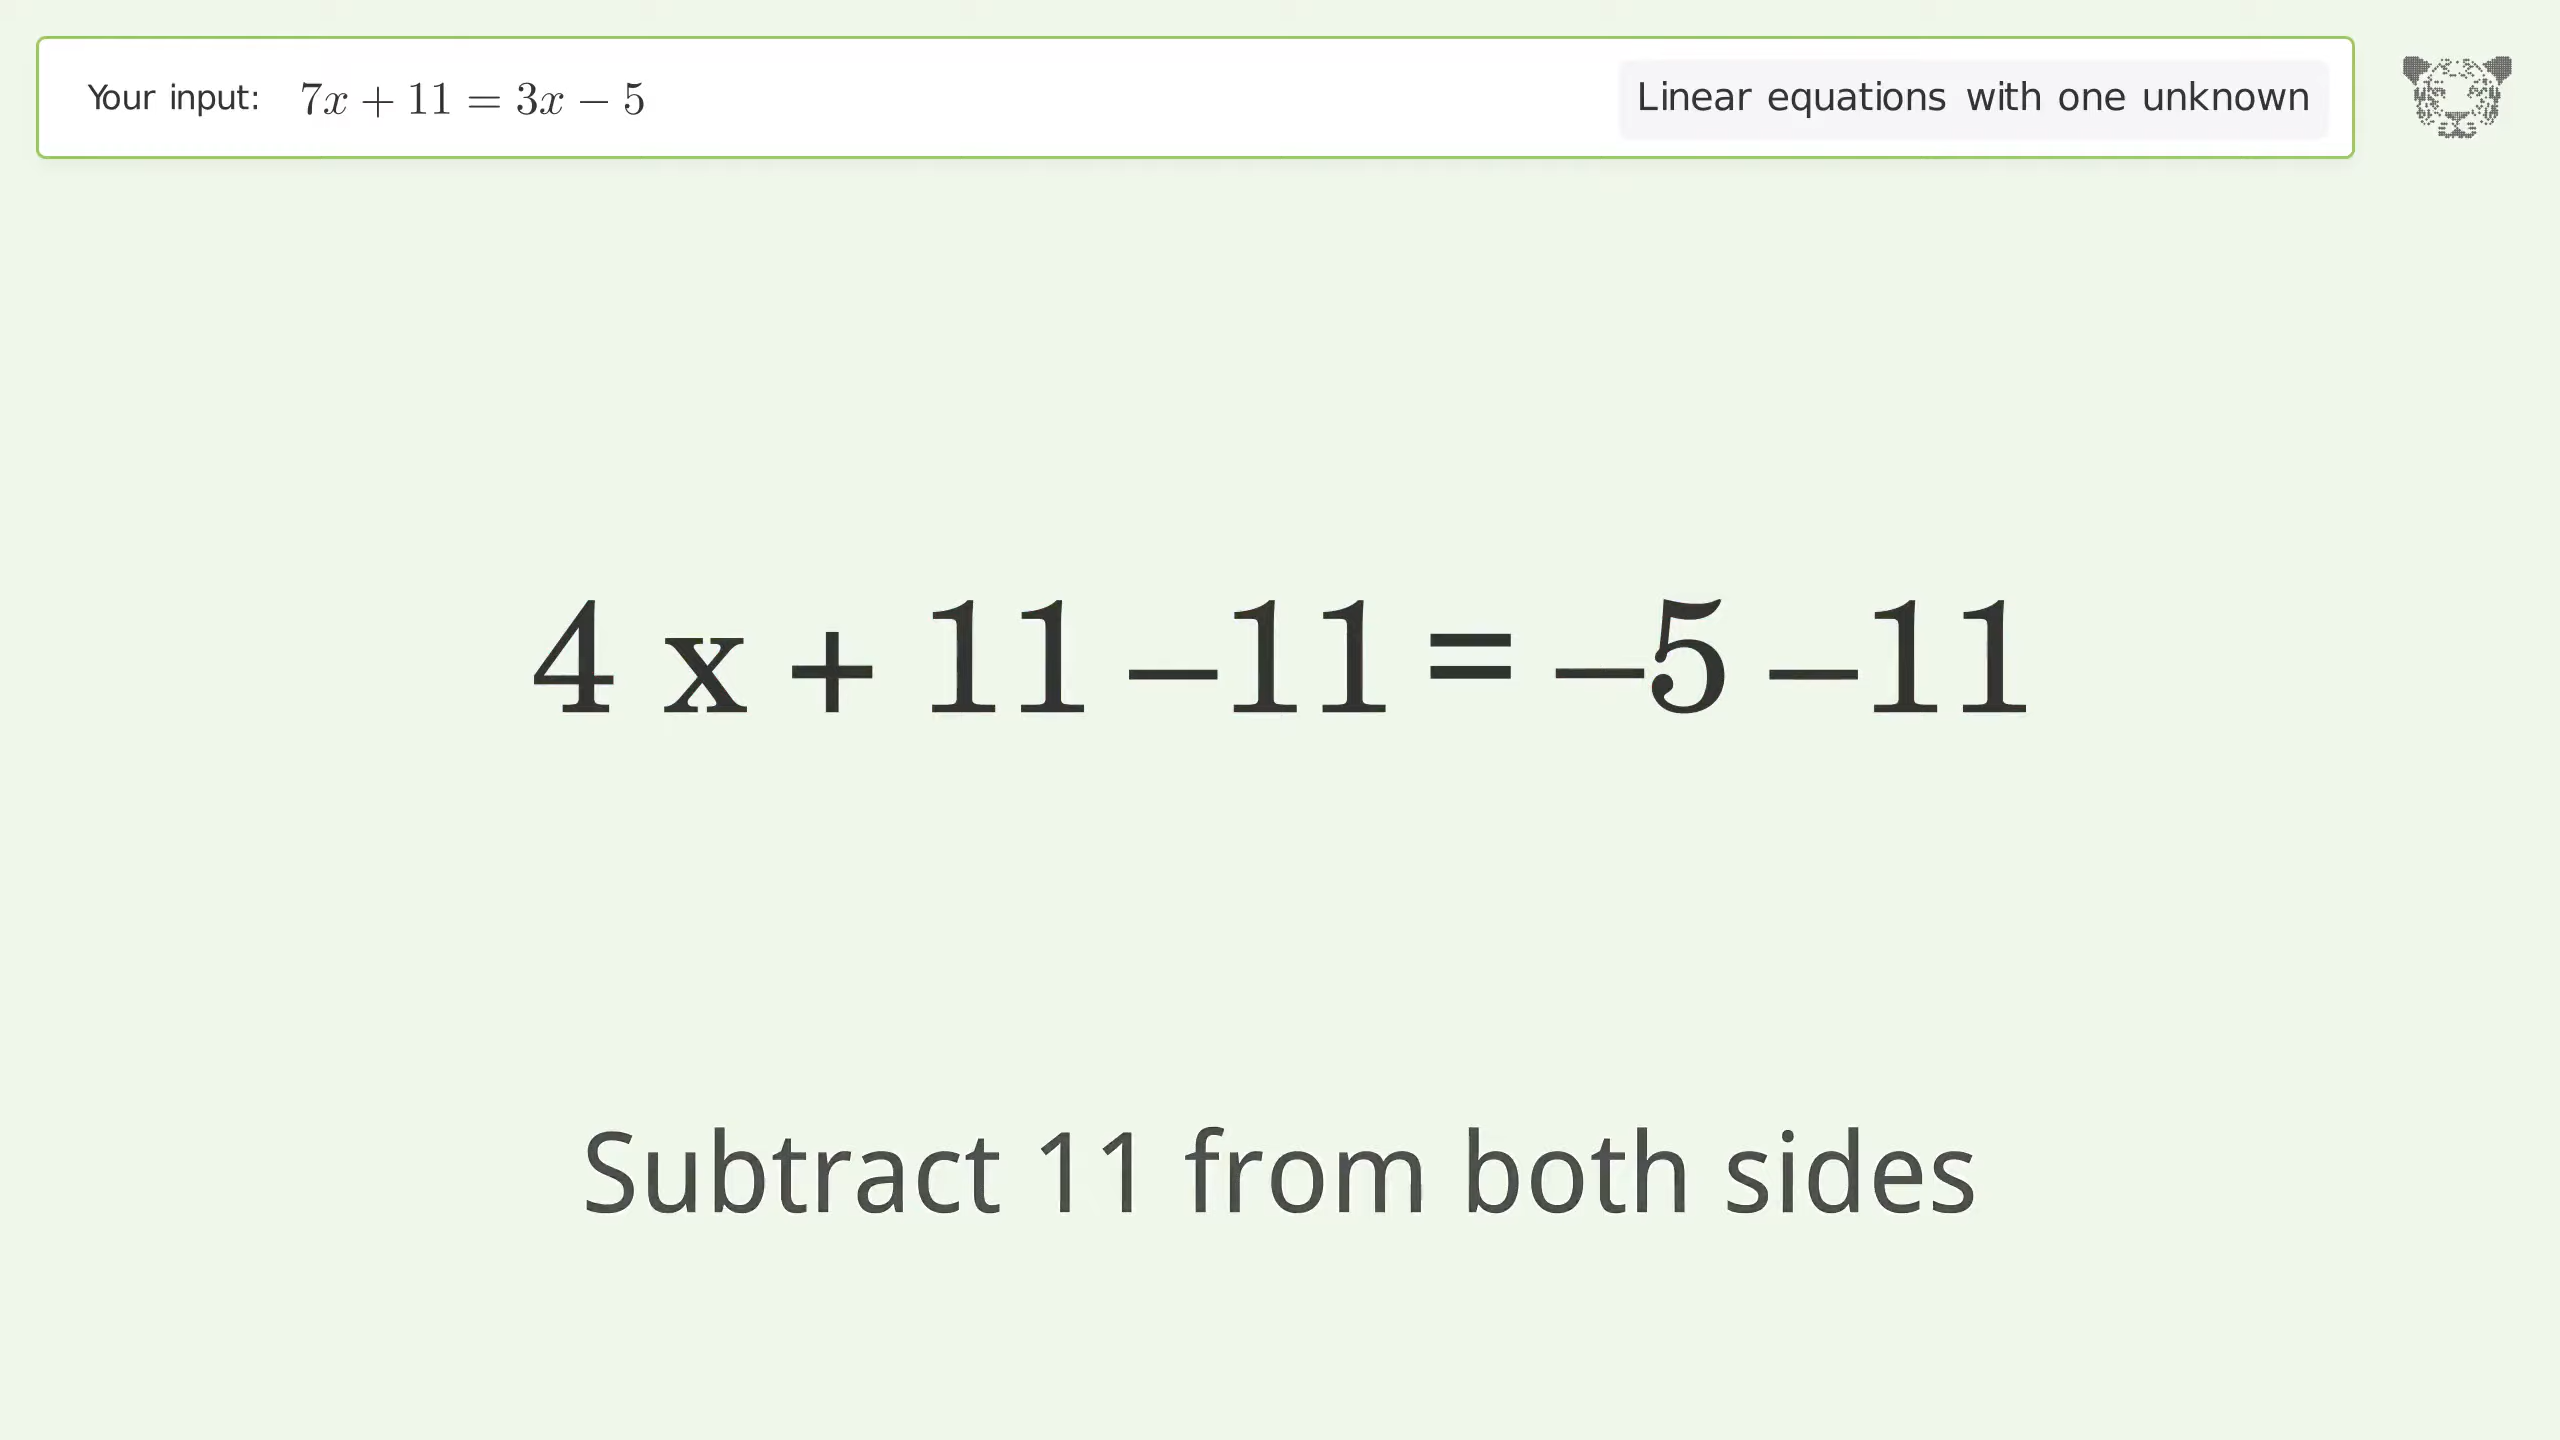 Your input: 7x + 11 = 3x − 5
Linear equations with one unknown
4 x + 11 −11 = −5 −11
Subtract 11 from both sides